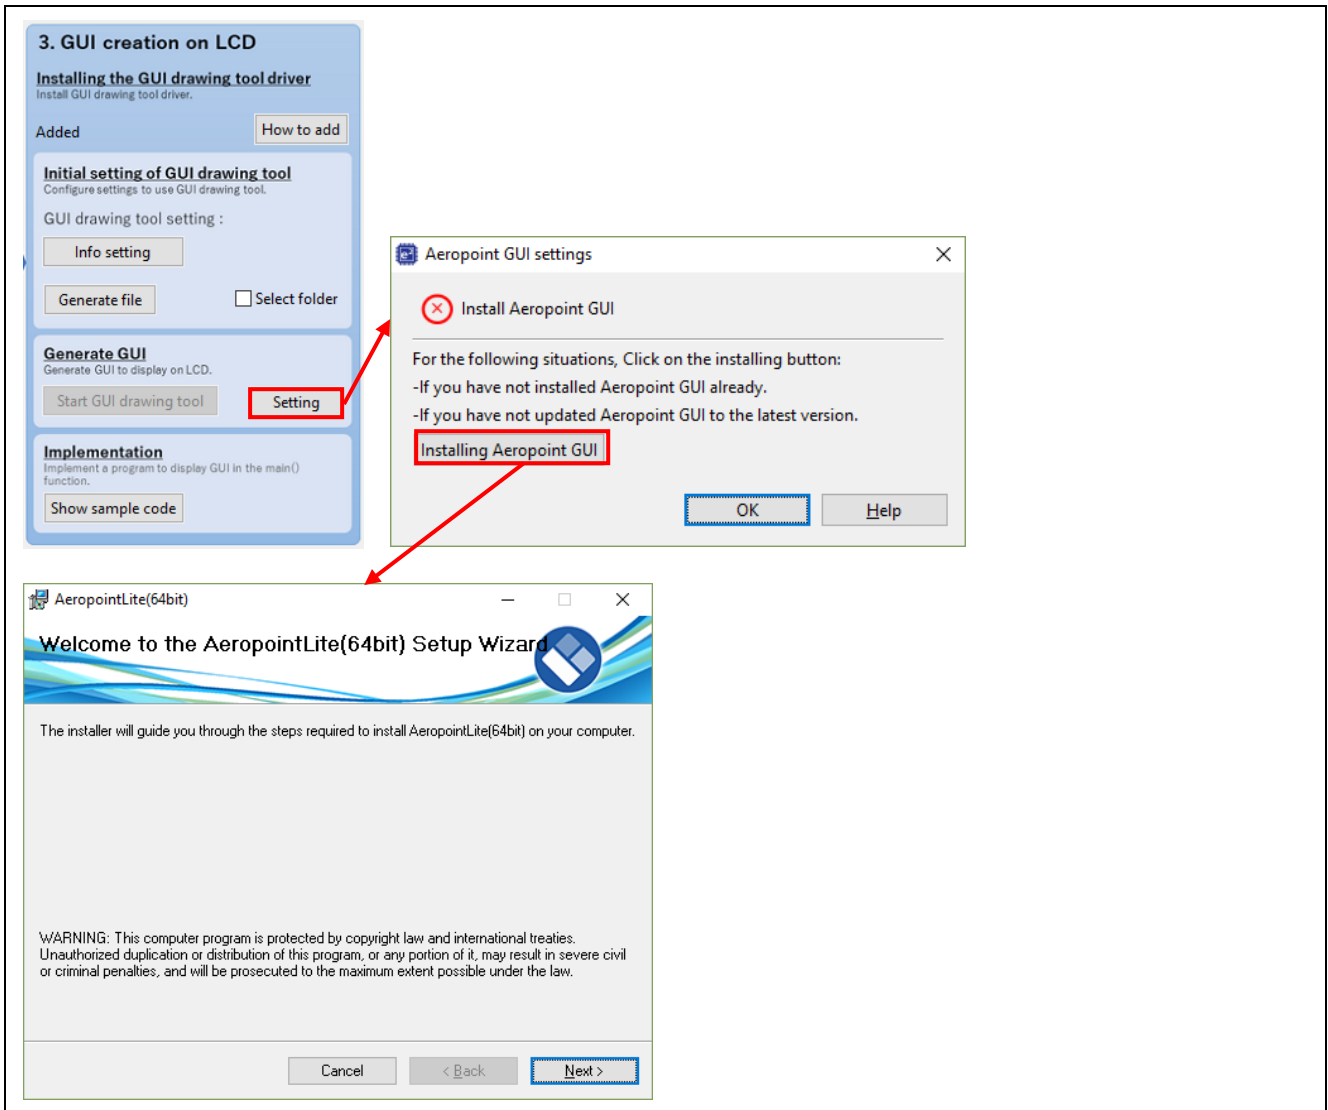 3. GUI creation on LCD
Installing the GUI drawing tool driver
Install GUI drawing tool driver.
Added
How to add
Initial setting of GUI drawing tool
Configure settings to use GUI drawing tool.
GUI drawing tool setting :
Info setting
Generate file
Select folder
Generate GUI
Generate GUI to display on LCD.
Start GUI drawing tool
Setting
Implementation
Implement a program to display GUI in the main()
function.
Show sample code
Aeropoint GUI settings
Install Aeropoint GUI
For the following situations, Click on the installing button:
-If you have not installed Aeropoint GUI already.
-If you have not updated Aeropoint GUI to the latest version.
Installing Aeropoint GUI
OK
Help
AeropointLite(64bit)
Welcome to the AeropointLite(64bit) Setup Wizard
The installer will guide you through the steps required to install AeropointLite(64bit) on your computer.
WARNING: This computer program is protected by copyright law and international treaties.
Unauthorized duplication or distribution of this program, or any portion of it, may result in severe civil
or criminal penalties, and will be prosecuted to the maximum extent possible under the law.
Cancel
< Back
Next >